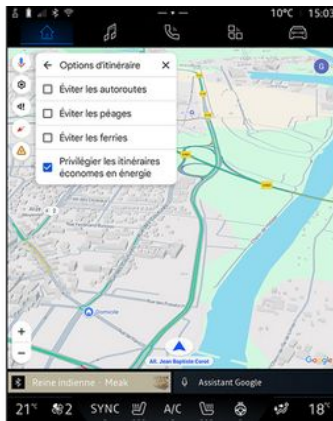 10°C 15:03
Options d'itinéraire
G
Éviter les autoroutes
Éviter les péages
Éviter les ferries
Privilégier les itinéraires
économes en énergie
Domicile
+
−
All. Jean Baptiste Corot
Google
Reine indienne - Meak
Assistant Google
21°C 2 SYNC A/C 18°C